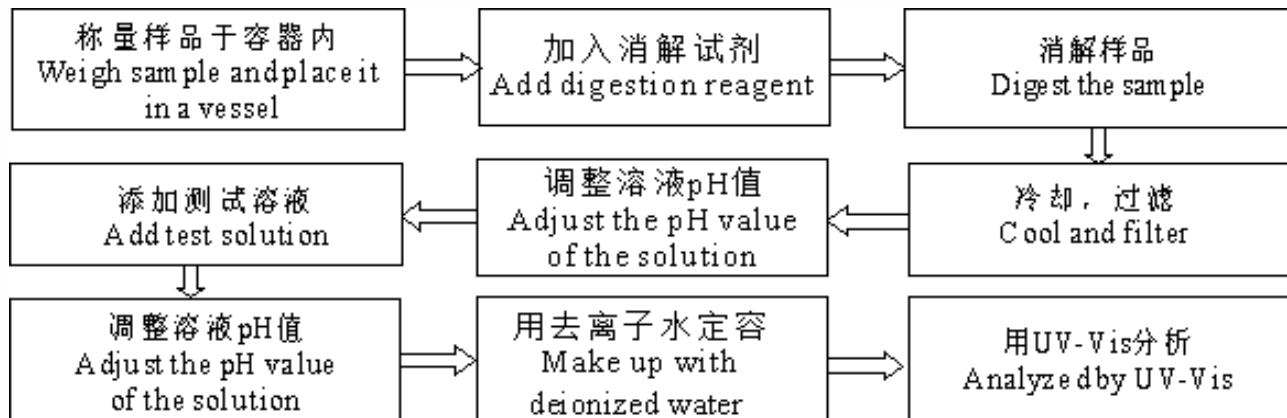 称量样品于容器内
Weigh sample and place it
in a vessel
加入消解试剂
Add digestion reagent
消解样品
Digest the sample
冷却，过滤
Cool and filter
调整溶液pH值
Adjust the pH value
of the solution
添加测试溶液
Add test solution
调整溶液pH值
Adjust the pH value
of the solution
用去离子水定容
Make up with
deionized water
用UV-Vis分析
Analyzed by UV-Vis